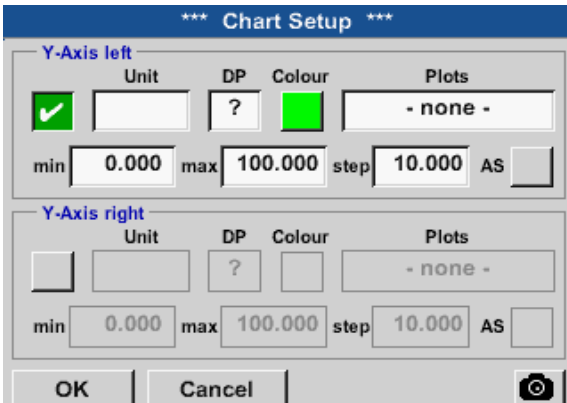 *** Chart Setup ***
Y-Axis left
Unit DP Colour Plots
? - none -
min 0.000 max 100.000 step 10.000 AS
Y-Axis right
Unit DP Colour Plots
? - none -
min 0.000 max 100.000 step 10.000 AS
OK Cancel